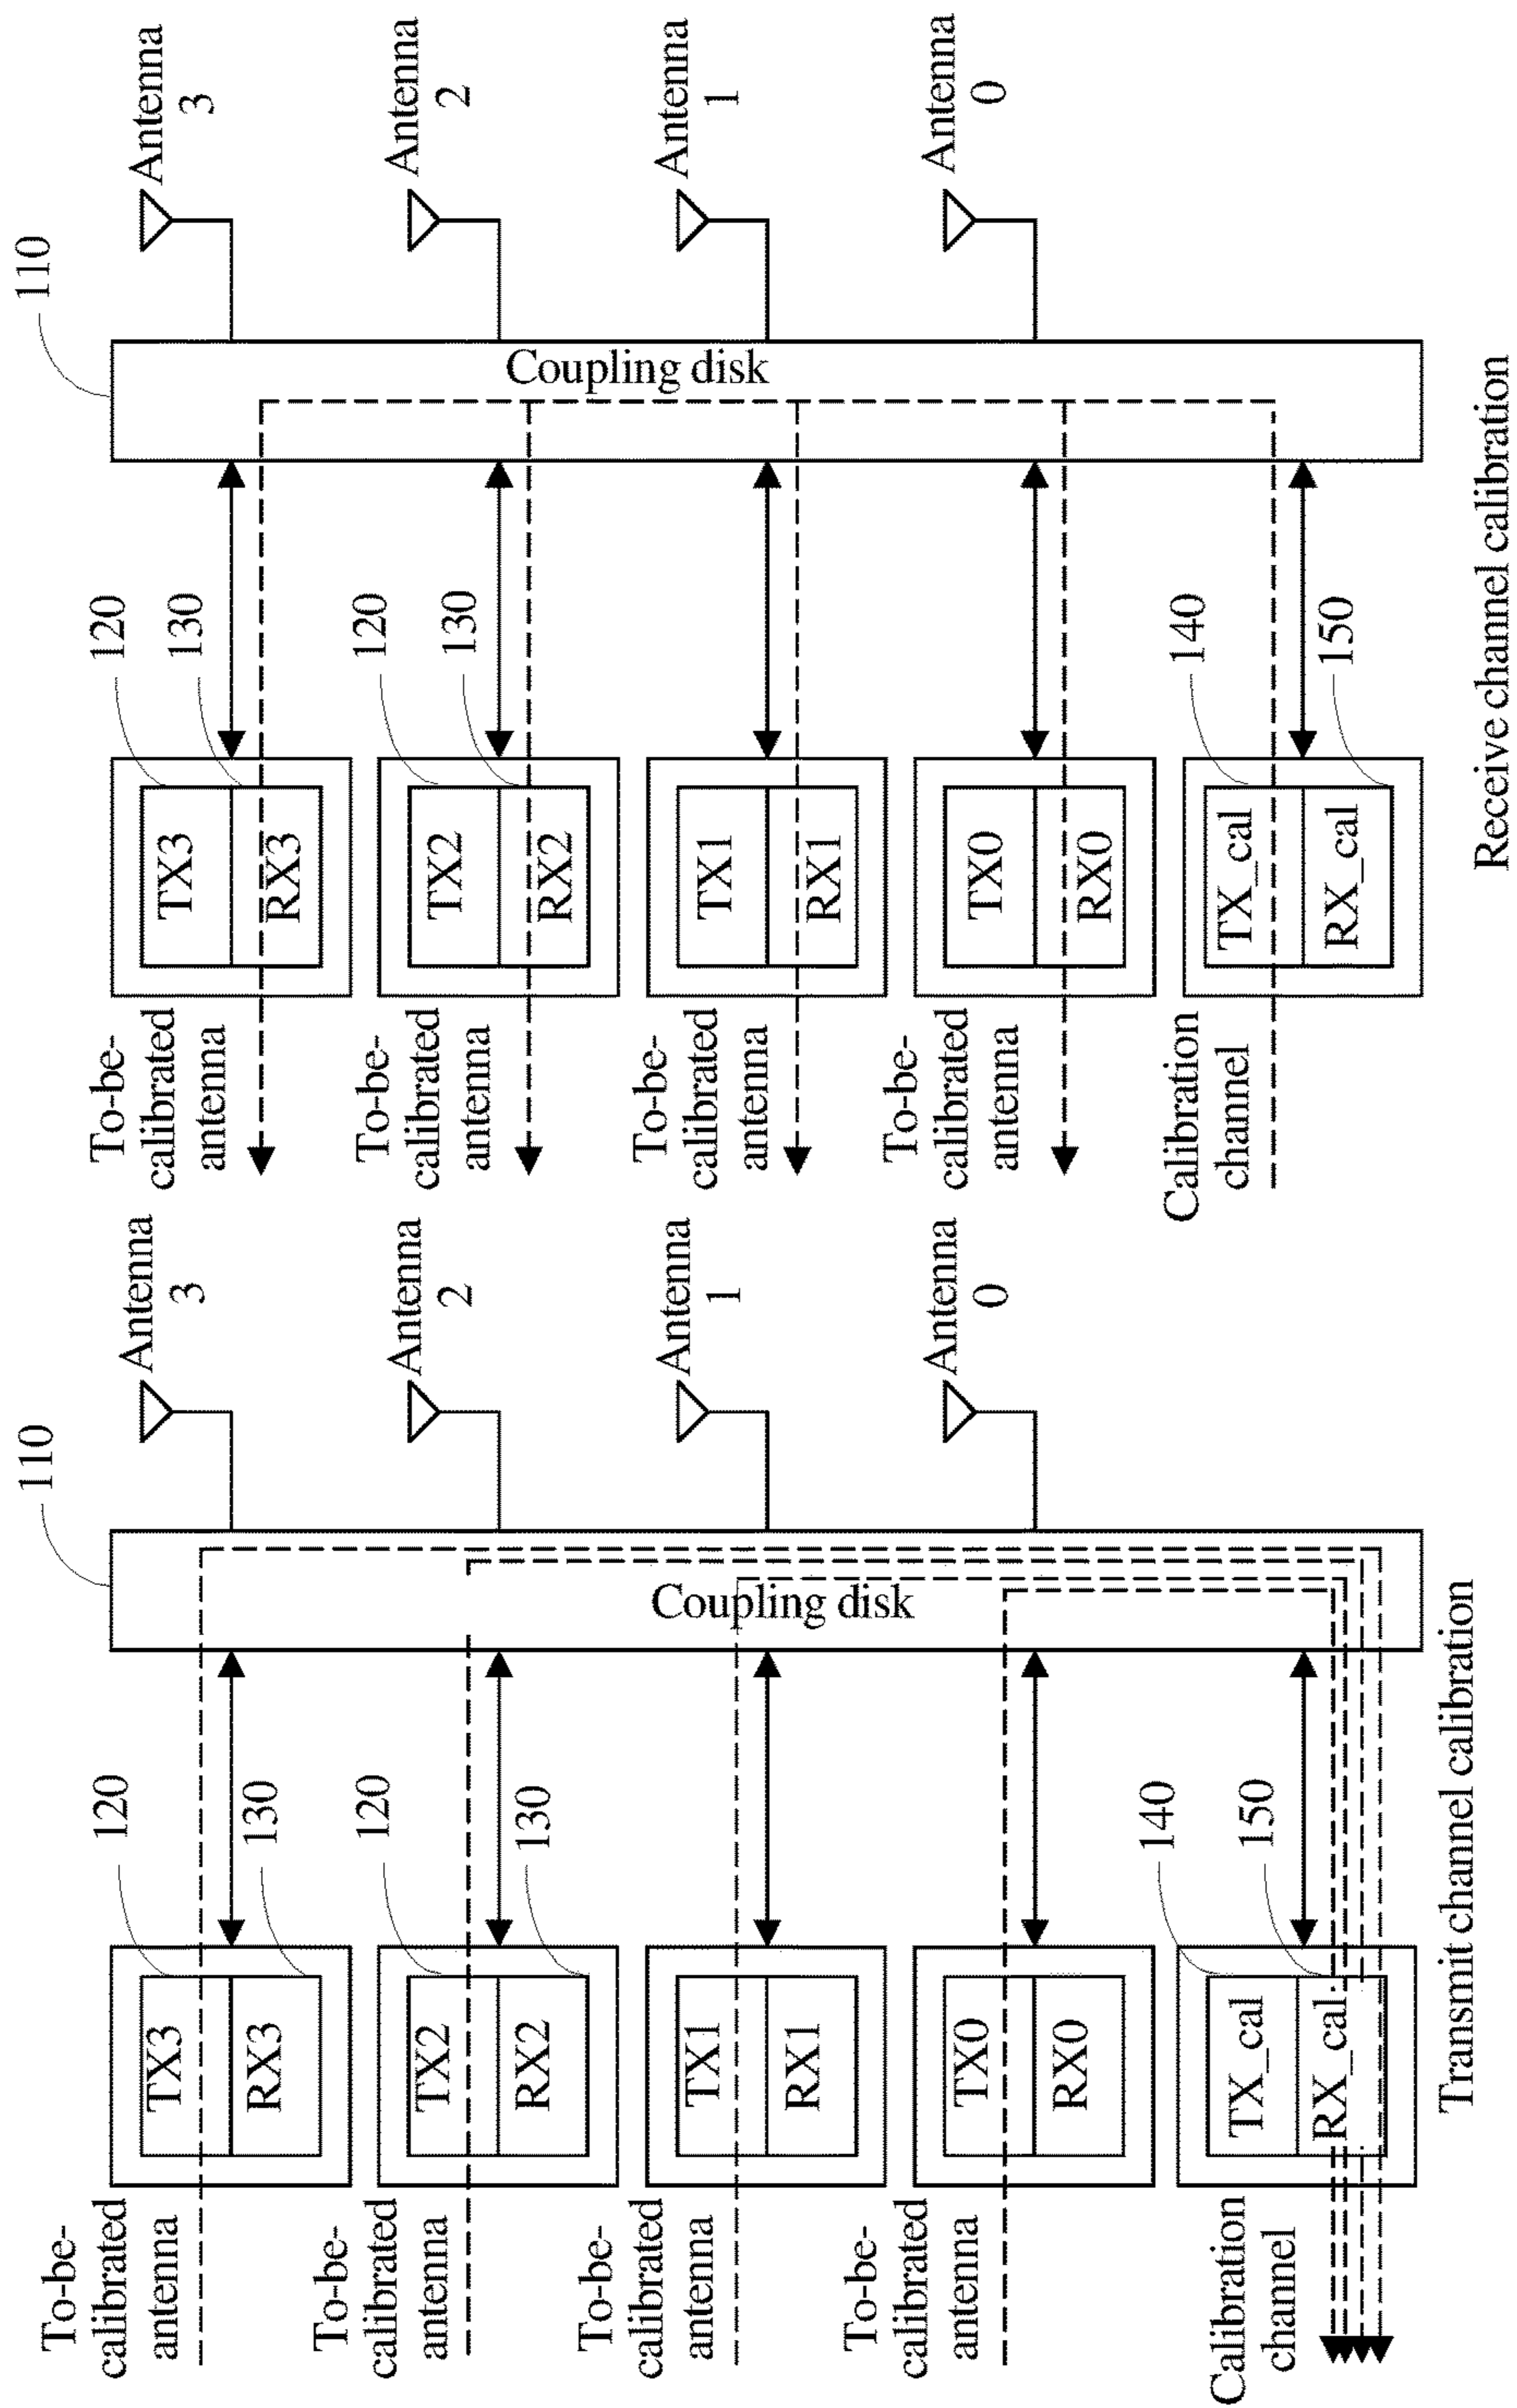 110
To-be-
calibrated
antenna
TX3
RX3
120
130
Antenna
3
To-be-
calibrated
antenna
TX2
RX2
120
130
Antenna
2
To-be-
calibrated
antenna
TX1
RX1
Coupling disk
Antenna
1
To-be-
calibrated
antenna
TX0
RX0
Antenna
0
Calibration
channel
TX_cal
RX_cal
140
150
Transmit channel calibration
110
To-be-
calibrated
antenna
TX3
RX3
120
130
Antenna
3
To-be-
calibrated
antenna
TX2
RX2
120
130
Coupling disk
Antenna
2
To-be-
calibrated
antenna
TX1
RX1
Antenna
1
To-be-
calibrated
antenna
TX0
RX0
Antenna
0
Calibration
channel
TX_cal
RX_cal
140
150
Receive channel calibration